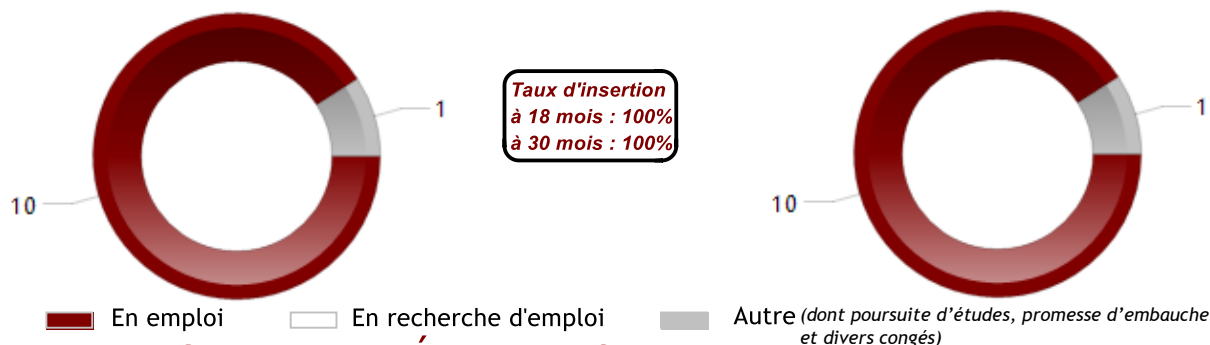 1
10
Taux d'insertion
à 18 mois : 100%
à 30 mois : 100%
1
10
En emploi
En recherche d'emploi
Autre (dont poursuite d'études, promesse d'embauche
et divers congés)